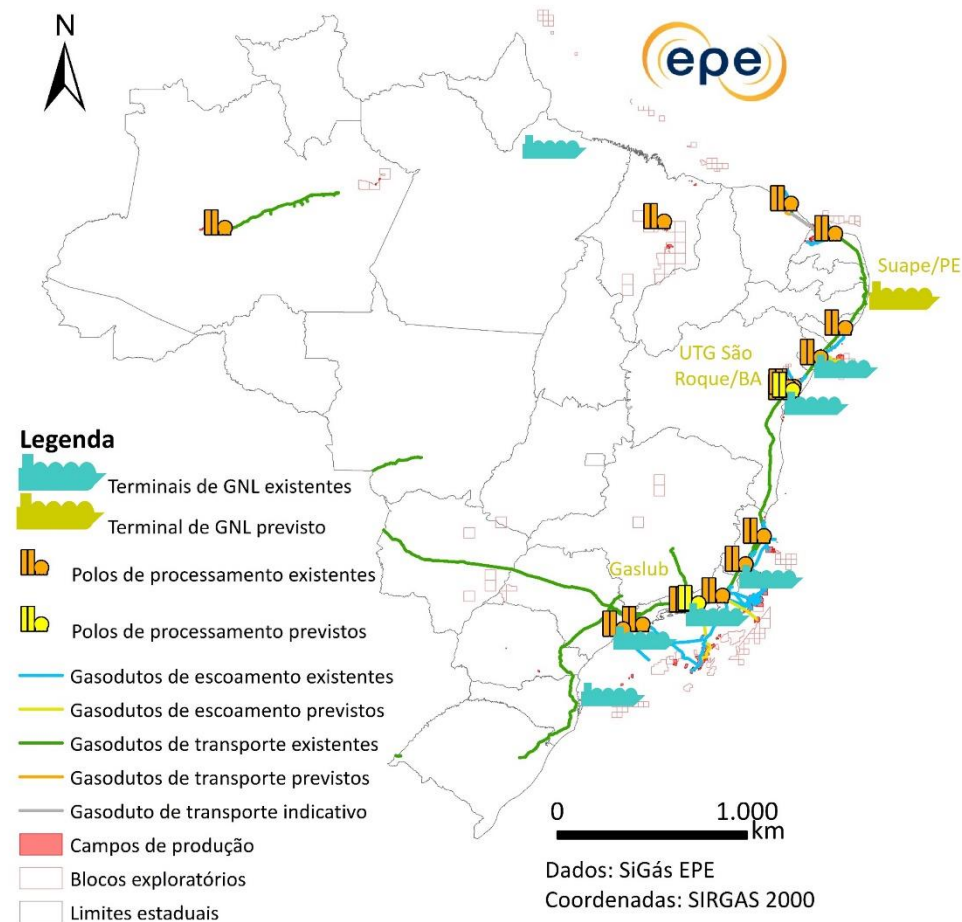 N
epe
Suape/PE
UTG São
Roque/BA
Gaslub
Legenda
Terminais de GNL existentes
Terminal de GNL previsto
Polos de processamento existentes
Polos de processamento previstos
Gasodutos de escoamento existentes
Gasodutos de escoamento previstos
Gasodutos de transporte existentes
Gasodutos de transporte previstos
Gasoduto de transporte indicativo
Campos de produção
Blocos exploratórios
Limites estaduais
0 1.000
km
Dados: SiGás EPE
Coordenadas: SIRGAS 2000